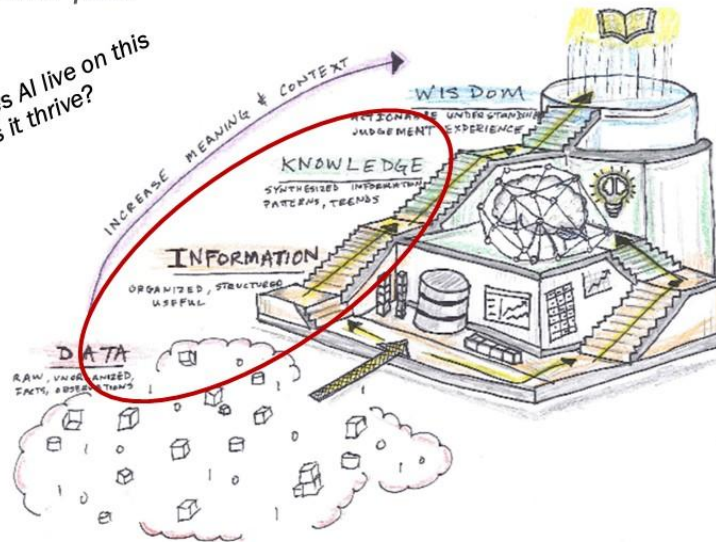 s AI live on this
s it thrive?
INCREASE MEANING & CONTEXT
WISDOM
ACTIONABLE UNDERSTANDING
JUDGEMENT EXPERIENCE
KNOWLEDGE
SYNTHESIZED INFORMATION
PATTERNS, TRENDS
INFORMATION
ORGANIZED, STRUCTURED
USEFUL
DATA
RAW, UNORGANIZED,
FACTS, OBSERVATIONS